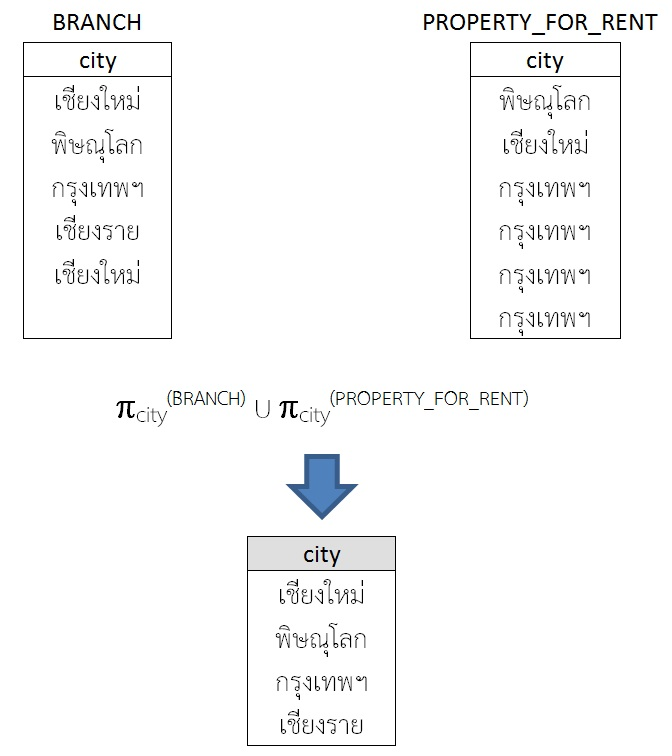 BRANCH
city
เชียงใหม่
พิษณุโลก
กรุงเทพฯ
เชียงราย
เชียงใหม่
PROPERTY_FOR_RENT
city
พิษณุโลก
เชียงใหม่
กรุงเทพฯ
กรุงเทพฯ
กรุงเทพฯ
กรุงเทพฯ
πcity(BRANCH) ∪ πcity(PROPERTY_FOR_RENT)
city
เชียงใหม่
พิษณุโลก
กรุงเทพฯ
เชียงราย